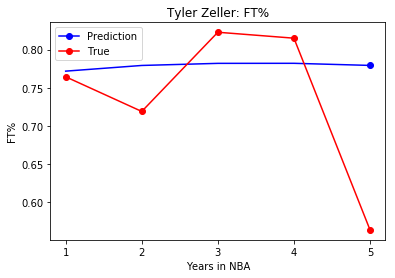 Tyler Zeller: FT%
Prediction
True
FT%
0.80
0.75
0.70
0.65
0.60
1 2 3 4 5
Years in NBA